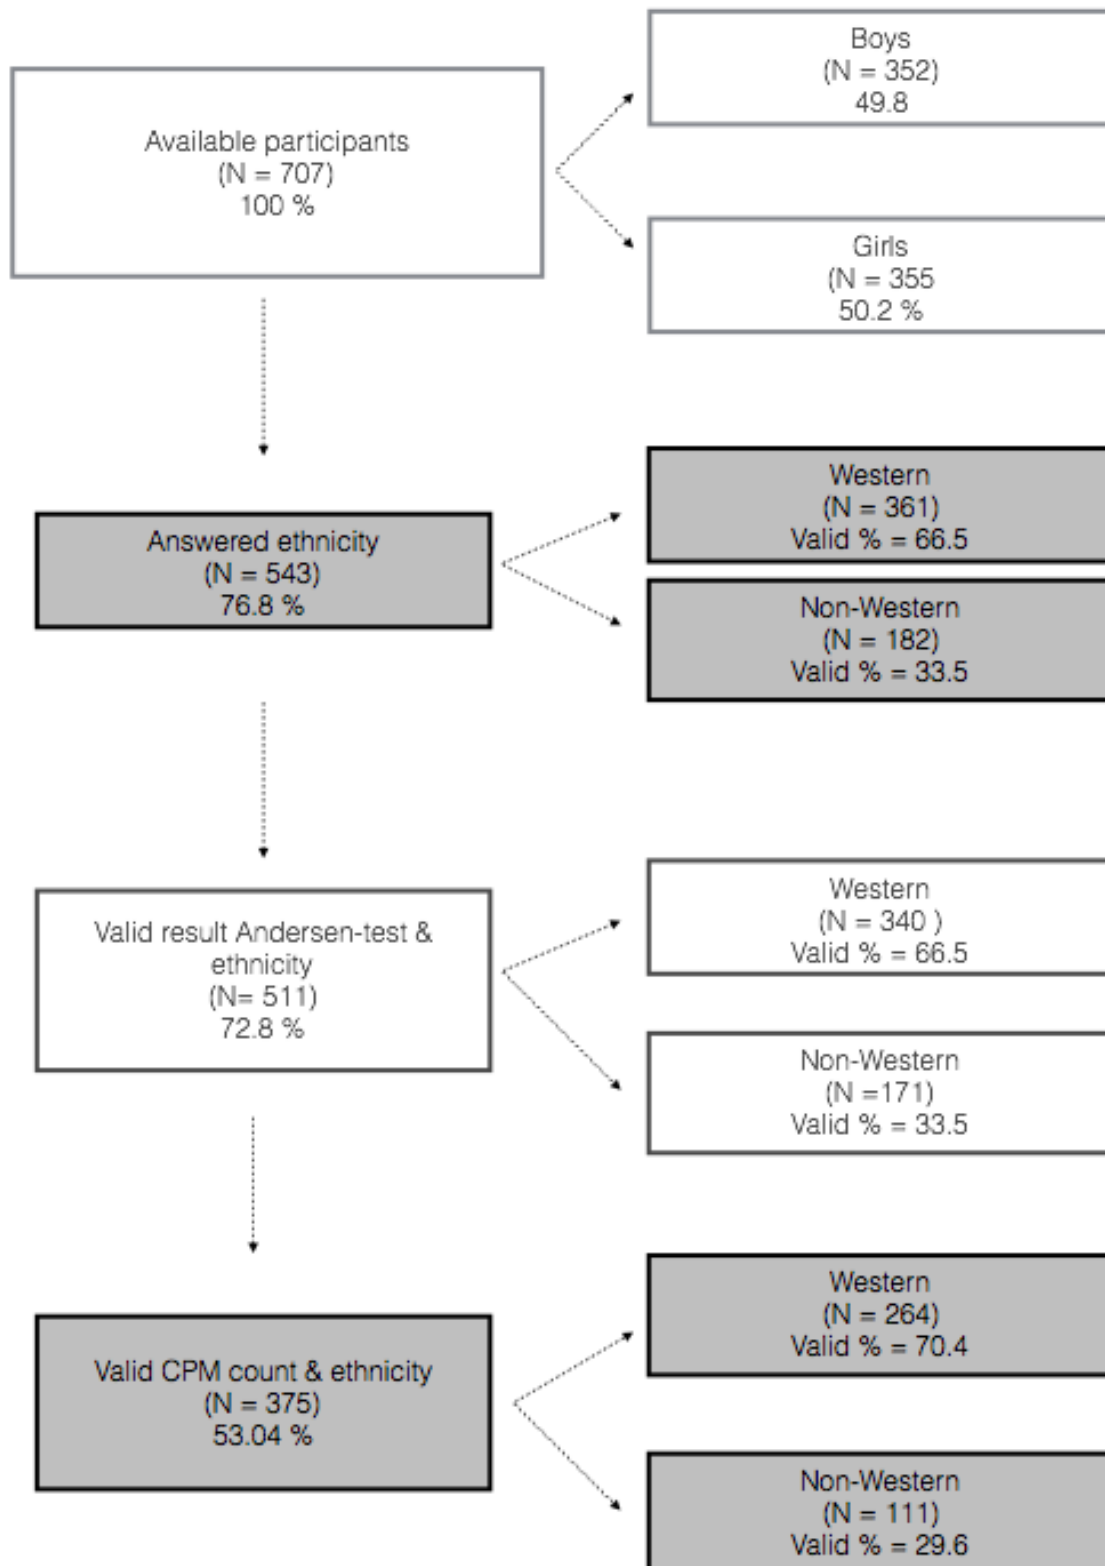 Available participants
(N = 707)
100 %
Boys
(N = 352)
49.8
Girls
(N = 355
50.2 %
Answered ethnicity
(N = 543)
76.8 %
Western
(N = 361)
Valid % = 66.5
Non-Western
(N = 182)
Valid % = 33.5
Valid result Andersen-test &
ethnicity
(N= 511)
72.8 %
Western
(N = 340 )
Valid % = 66.5
Non-Western
(N =171)
Valid % = 33.5
Valid CPM count & ethnicity
(N = 375)
53.04 %
Western
(N = 264)
Valid % = 70.4
Non-Western
(N = 111)
Valid % = 29.6